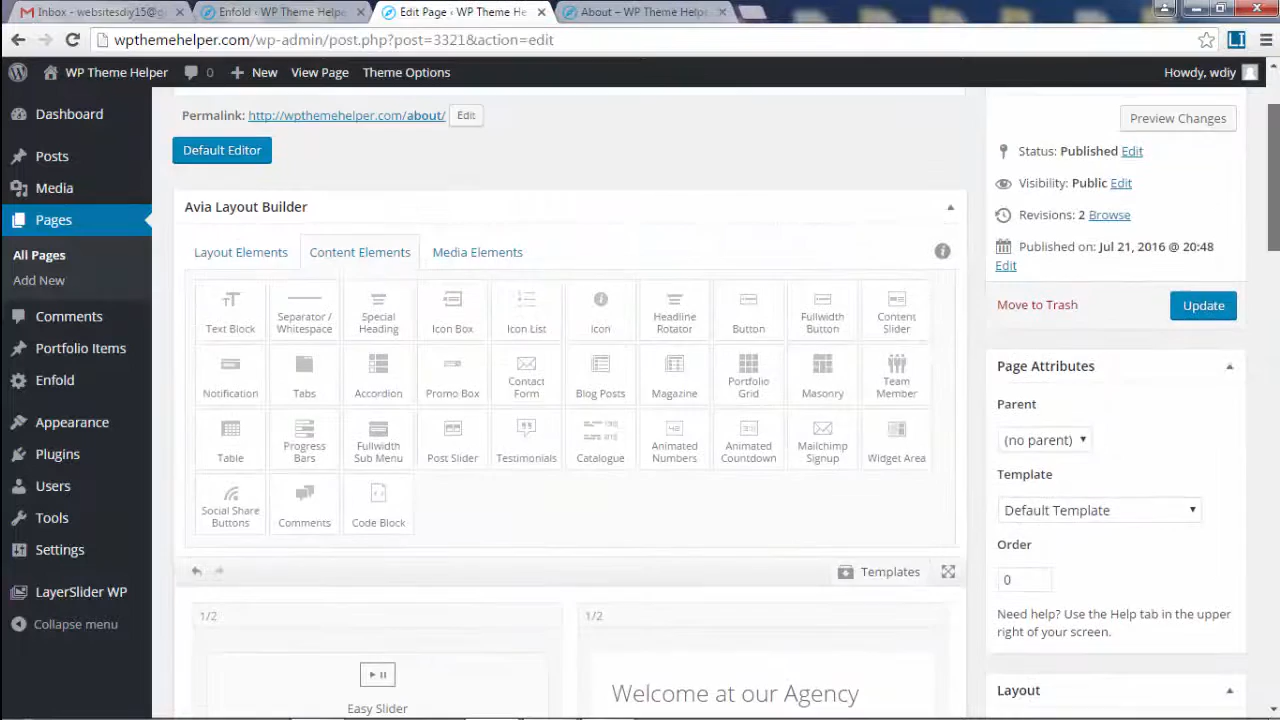 Inbox - websitesdiy15@g
Enfold ‹ WP Theme Helper
Edit Page ‹ WP Theme He
About – WP Theme Helpe
wpthemehelper.com/wp-admin/post.php?post=3321&action=edit
WP Theme Helper
0
New
View Page
Theme Options
Howdy, wdiy
Dashboard
Posts
Media
Pages
All Pages
Add New
Comments
Portfolio Items
Enfold
Appearance
Plugins
Users
Tools
Settings
LayerSlider WP
Collapse menu
Permalink: http://wpthemehelper.com/about/
Edit
Default Editor
Avia Layout Builder
Layout Elements
Content Elements
Media Elements
Text Block
Separator /
Whitespace
Special
Heading
Icon Box
Icon List
Icon
Headline
Rotator
Button
Fullwidth
Button
Content
Slider
Notification
Tabs
Accordion
Promo Box
Contact
Form
Blog Posts
Magazine
Portfolio
Grid
Masonry
Team
Member
Table
Progress
Bars
Fullwidth
Sub Menu
Post Slider
Testimonials
Catalogue
Animated
Numbers
Animated
Countdown
Mailchimp
Signup
Widget Area
Social Share
Buttons
Comments
Code Block
Templates
1/2
Easy Slider
1/2
Welcome at our Agency
Preview Changes
Status: Published Edit
Visibility: Public Edit
Revisions: 2 Browse
Published on: Jul 21, 2016 @ 20:48
Edit
Move to Trash
Update
Page Attributes
Parent
(no parent)
Template
Default Template
Order
0
Need help? Use the Help tab in the upper
right of your screen.
Layout